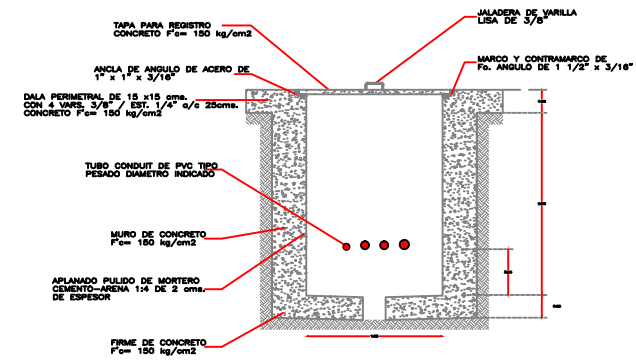 TAPA PARA REGISTRO
CONCRETO F'c= 150 kg/cm2
JALADERA DE VARILLA
LISA DE 3/8"
ANCLA DE ANGULO DE ACERO DE
1" x 1" x 3/16"
MARCO Y CONTRAMARCO DE
Fo. ANGULO DE 1 1/2" x 3/16"
DALA PERIMETRAL DE 15 x15 cms.
CON 4 VARS. 3/8" / EST. 1/4" a/c 25cms.
CONCRETO F'c= 150 kg/cm2
TUBO CONDUIT DE PVC TIPO
PESADO DIAMETRO INDICADO
MURO DE CONCRETO
F'c= 150 kg/cm2
APLANADO PULIDO DE MORTERO
CEMENTO-ARENA 1:4 DE 2 cms.
DE ESPESOR
FIRME DE CONCRETO
F'c= 150 kg/cm2